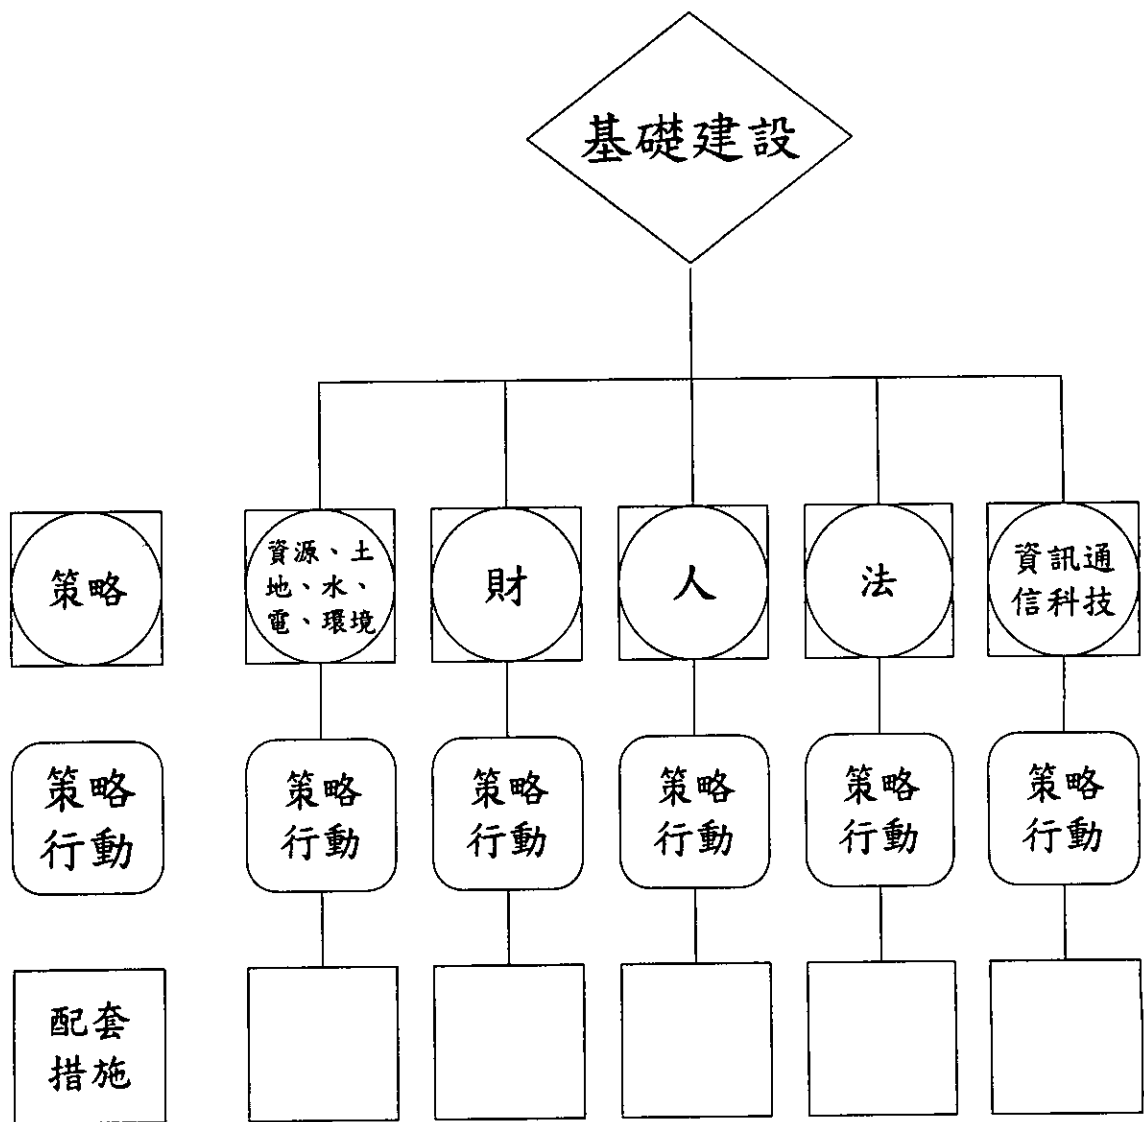 基礎建設
策略
資源、土
地、水、
電、環境
財
人
法
資訊通
信科技
策略
行動
策略
行動
策略
行動
策略
行動
策略
行動
策略
行動
配套
措施